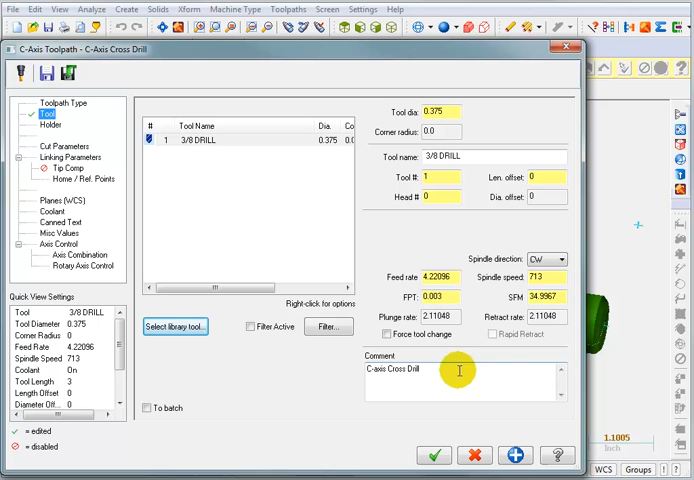 File Edit View Analyze Create Solids Xform Machine Type Toolpaths Screen Settings Help
C-Axis Toolpath - C-Axis Cross Drill
Toolpath Type
Tool
Holder
Cut Parameters
Linking Parameters
Tip Comp
Home / Ref. Points
Planes (WCS)
Coolant
Canned Text
Misc Values
Axis Control
Axis Combination
Rotary Axis Control
Quick View Settings
Tool 3/8 DRILL
Tool Diameter 0.375
Corner Radius 0
Feed Rate 4.22096
Spindle Speed 713
Coolant On
Tool Length 3
Length Offset 0
Diameter Off... 0
= edited
= disabled
# Tool Name Dia. Co
1 3/8 DRILL 0.375 0.0
Right-click for options
Select library tool...
Filter Active
Filter...
To batch
Tool dia: 0.375
Corner radius: 0.0
Tool name: 3/8 DRILL
Tool #: 1 Len. offset: 0
Head # 0 Dia. offset: 0
Spindle direction: CW
Feed rate 4.22096 Spindle speed: 713
FPT: 0.003 SFM 34.9967
Plunge rate: 2.11048 Retract rate: 2.11048
Force tool change Rapid Retract
Comment
C-axis Cross Drill
1.1005
Inch
WCS Groups ! ?